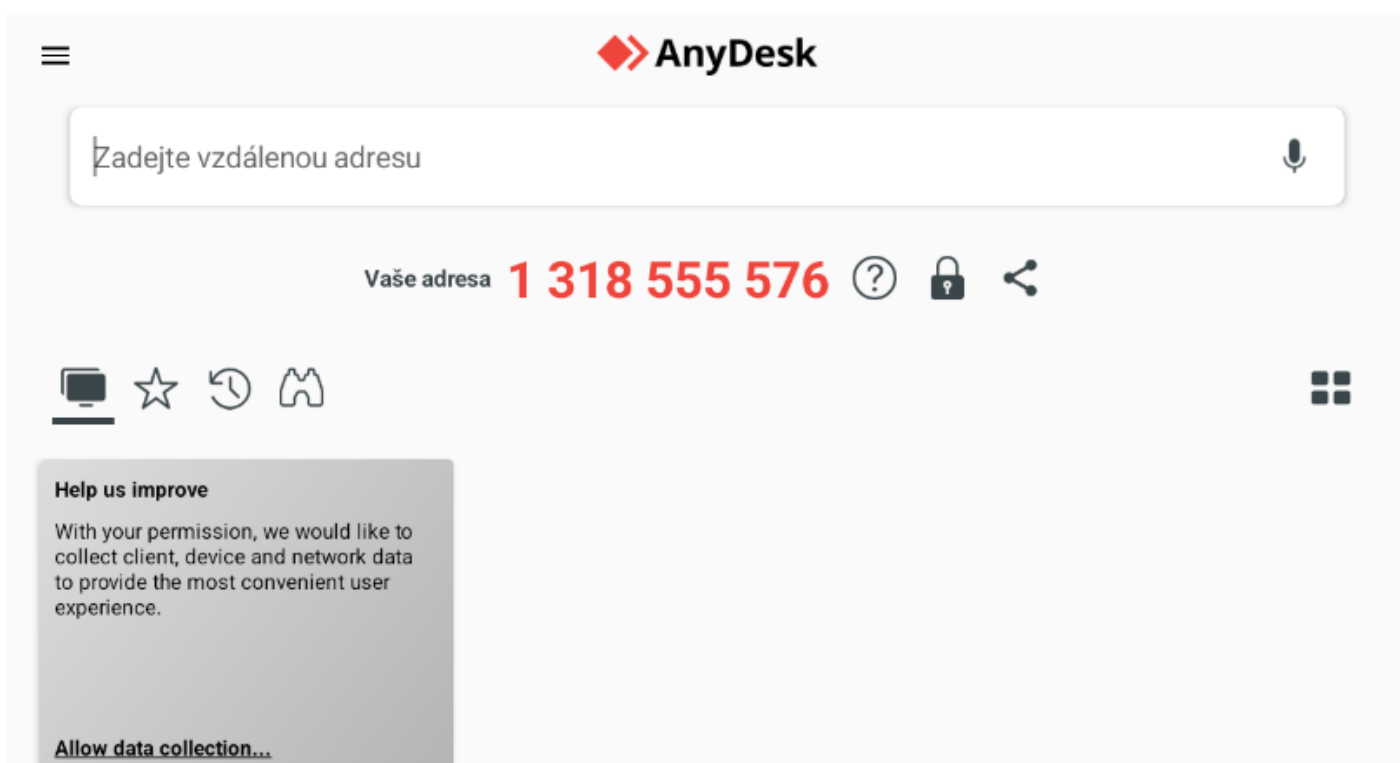 AnyDesk
Zadejte vzdálenou adresu
Vaše adresa 1 318 555 576
Help us improve
With your permission, we would like to
collect client, device and network data
to provide the most convenient user
experience.
Allow data collection...